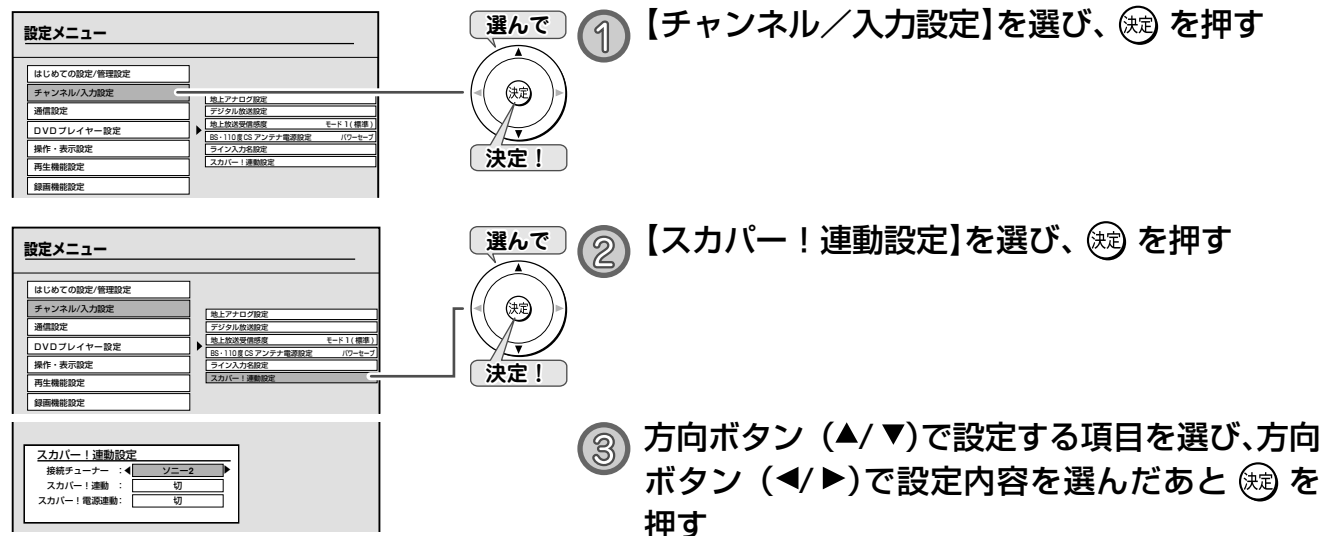 設定メニュー
はじめての設定/管理設定
チャンネル/入力設定
通信設定
DVDプレイヤー設定
操作・表示設定
再生機能設定
録画機能設定
地上アナログ設定
デジタル放送設定
地上放送受信感度 モード1(標準)
BS・110度CSアンテナ電源設定 パワーセーブ
ライン入力名設定
スカパー!連動設定
選んで
決定
決定!
① 【チャンネル/入力設定】を選び、決定 を押す
設定メニュー
はじめての設定/管理設定
チャンネル/入力設定
通信設定
DVDプレイヤー設定
操作・表示設定
再生機能設定
録画機能設定
地上アナログ設定
デジタル放送設定
地上放送受信感度 モード1(標準)
BS・110度CSアンテナ電源設定 パワーセーブ
ライン入力名設定
スカパー!連動設定
選んで
決定
決定!
② 【スカパー!連動設定】を選び、決定 を押す
スカパー!連動設定
接続チューナー :◀ ソニー2 ▶
スカパー!連動 : 切
スカパー!電源連動: 切
③ 方向ボタン(▲/▼)で設定する項目を選び、方向
ボタン(◀/▶)で設定内容を選んだあと 決定 を
押す